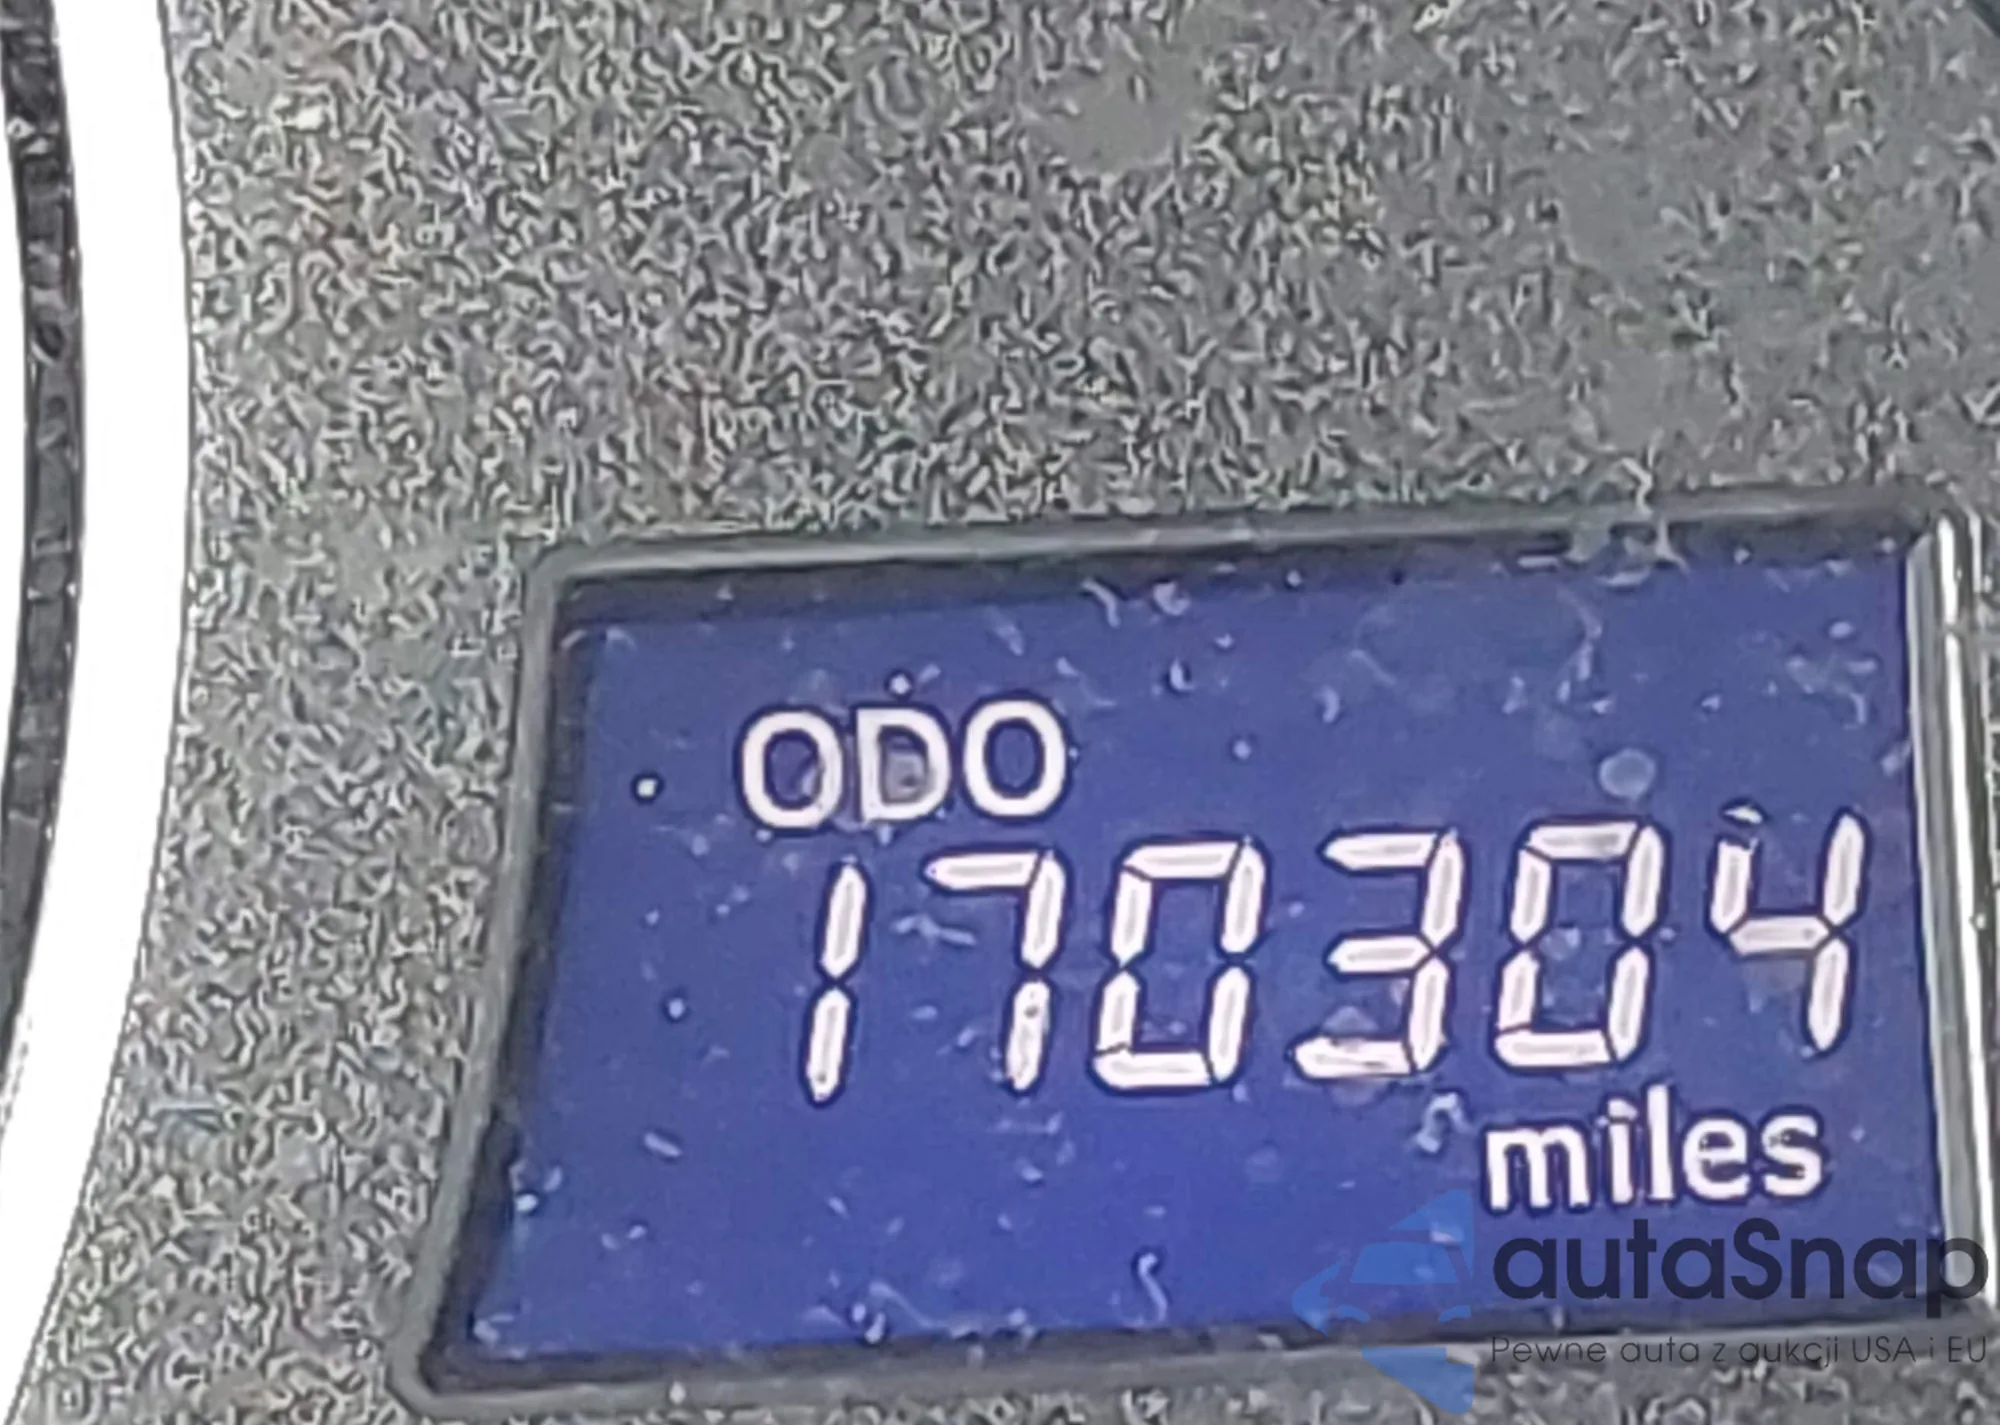 ODO
170304
miles
autaSnap
Pewne auta z aukcji USA i EU